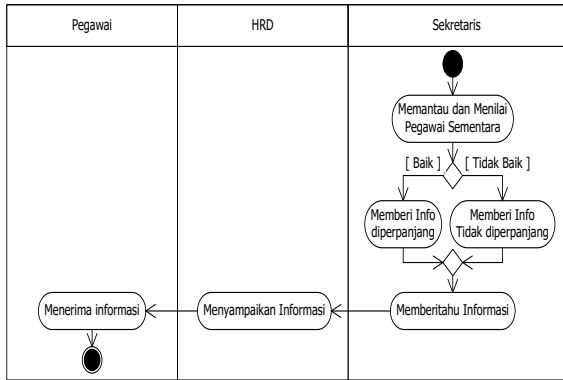 Pegawai
HRD
Sekretaris
Memantau dan Menilai
Pegawai Sementara
[ Baik ]
[ Tidak Baik ]
Memberi Info
diperpanjang
Memberi Info
Tidak diperpanjang
Menerima informasi
Menyampaikan Informasi
Memberitahu Informasi